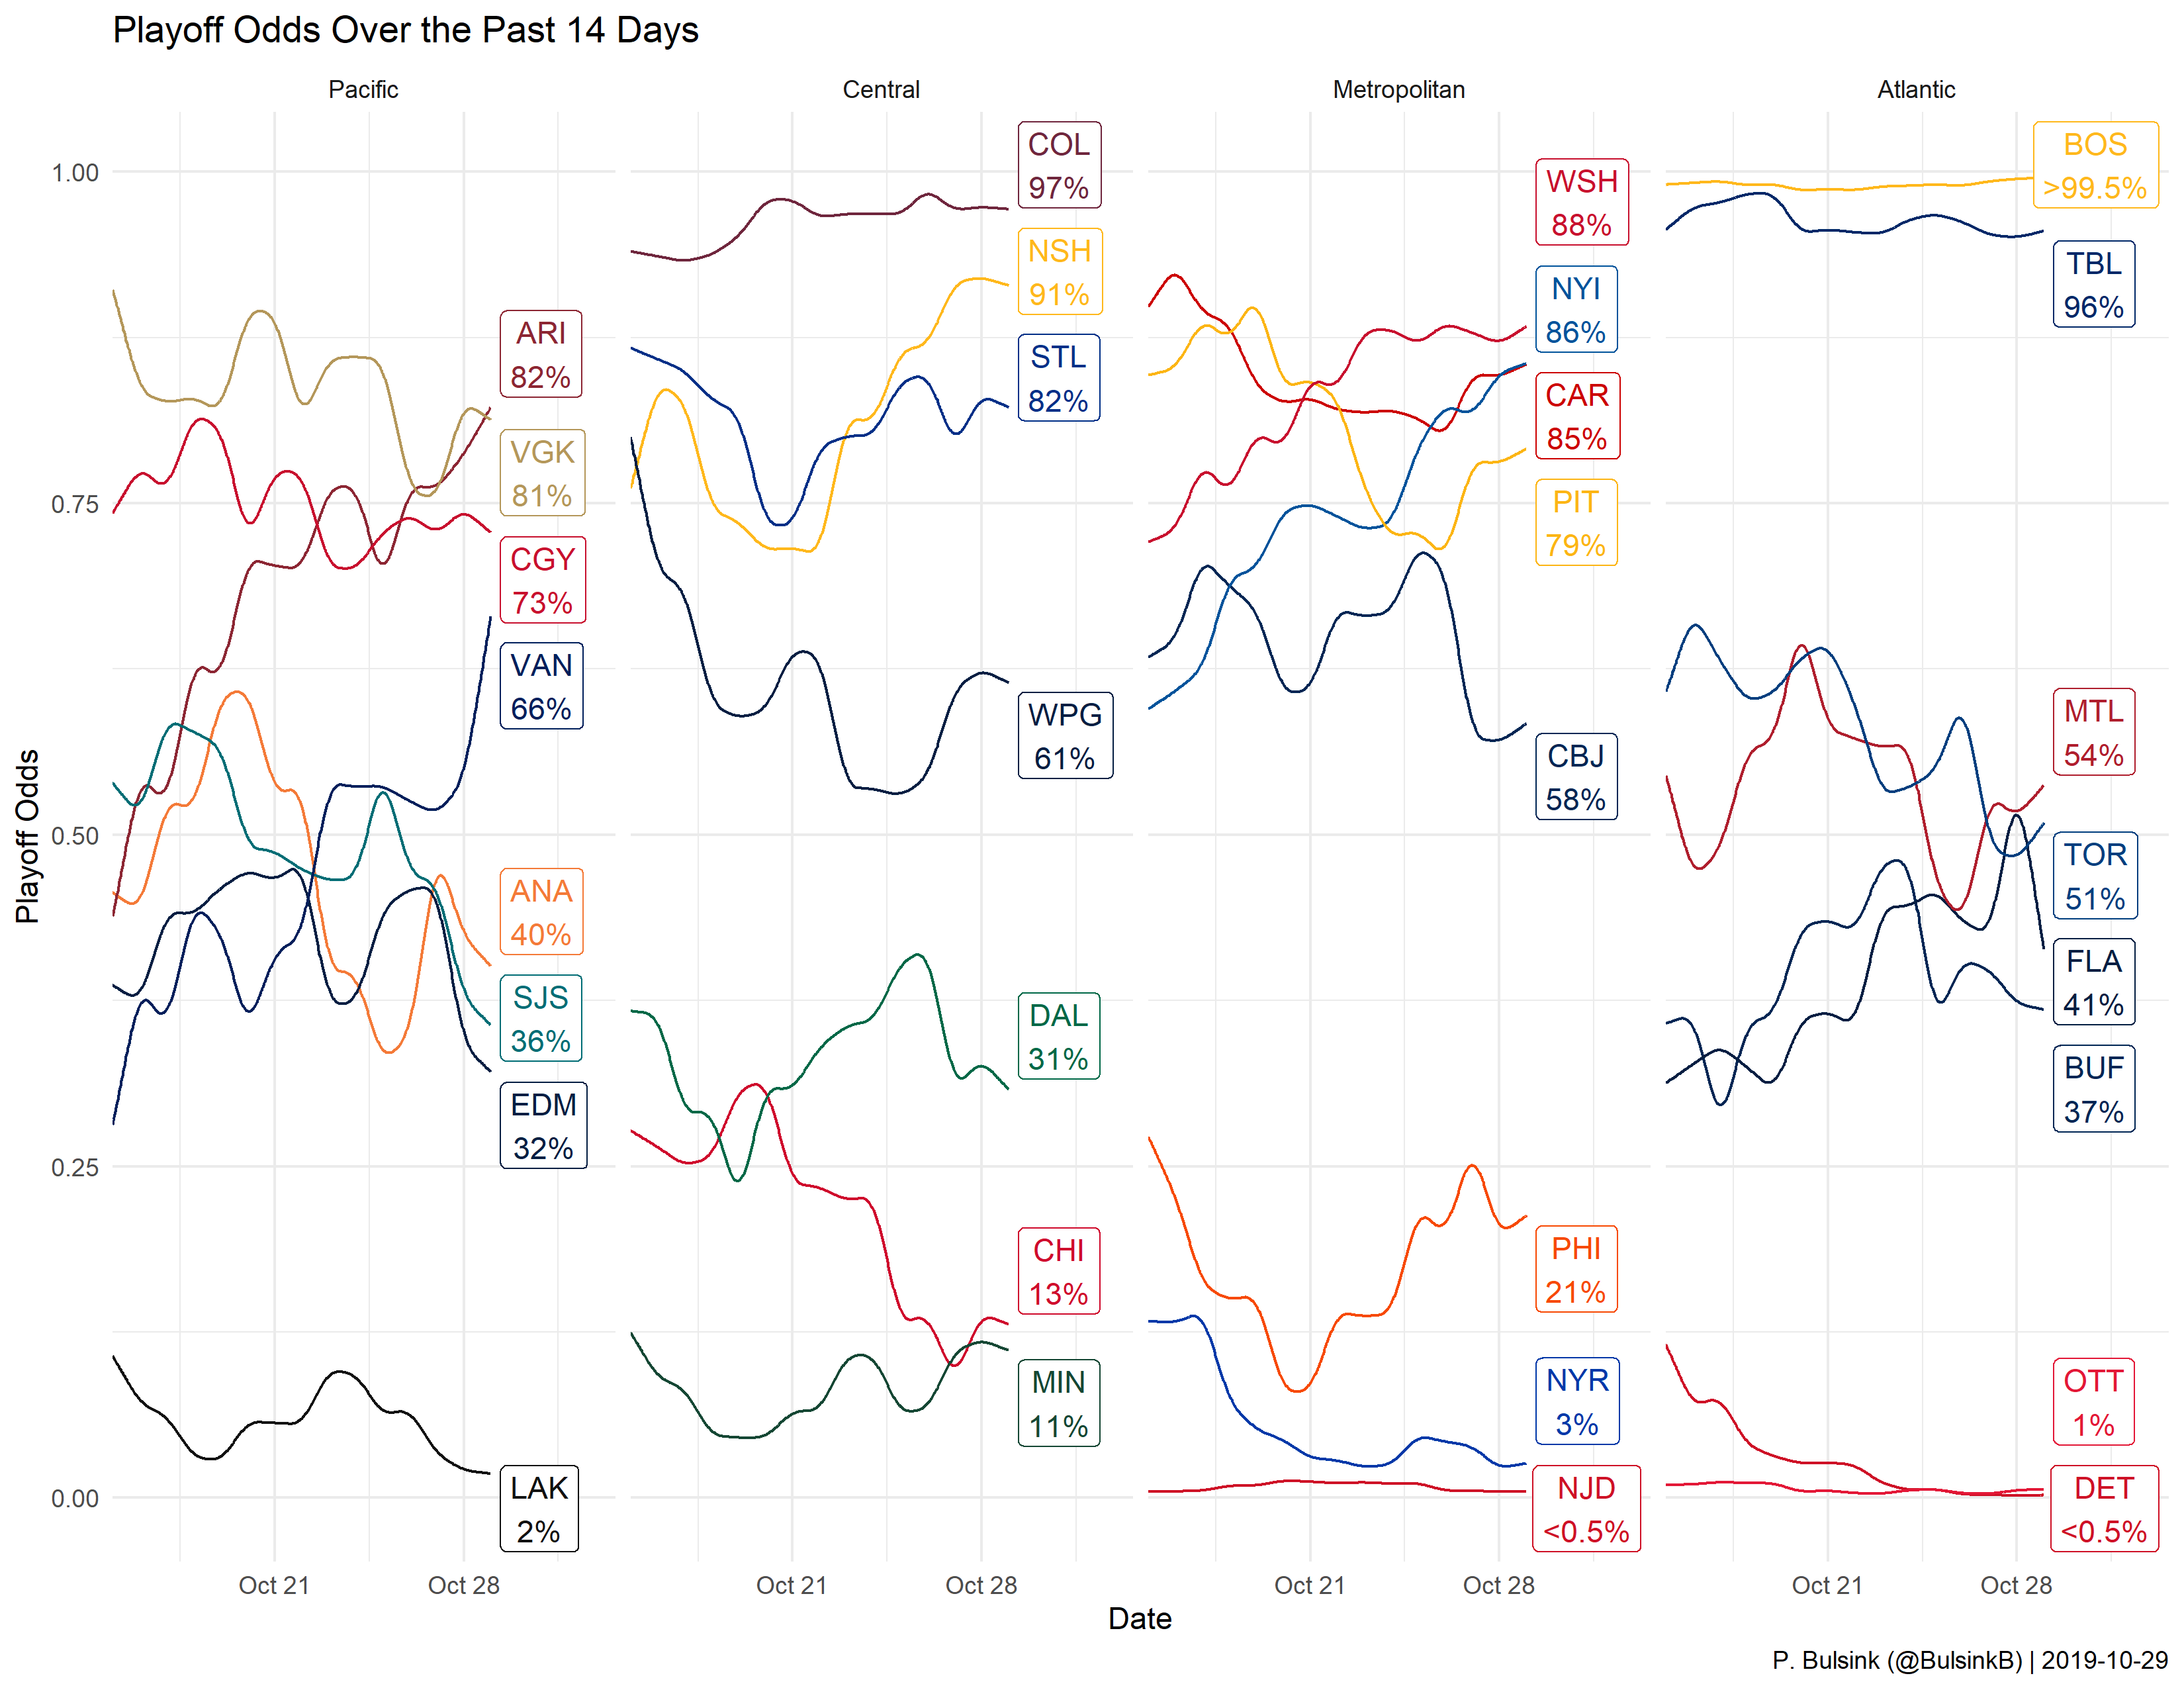 Playoff Odds Over the Past 14 Days
Pacific
Central
Metropolitan
Atlantic
Playoff Odds
1.00
0.75
0.50
0.25
0.00
ARI
82%
VGK
81%
CGY
73%
VAN
66%
ANA
40%
SJS
36%
EDM
32%
LAK
2%
COL
97%
NSH
91%
STL
82%
WPG
61%
DAL
31%
CHI
13%
MIN
11%
WSH
88%
NYI
86%
CAR
85%
PIT
79%
CBJ
58%
PHI
21%
NYR
3%
NJD
<0.5%
BOS
>99.5%
TBL
96%
MTL
54%
TOR
51%
FLA
41%
BUF
37%
OTT
1%
DET
<0.5%
Oct 21
Oct 28
Oct 21
Oct 28
Oct 21
Oct 28
Oct 21
Oct 28
Date
P. Bulsink (@BulsinkB) | 2019-10-29